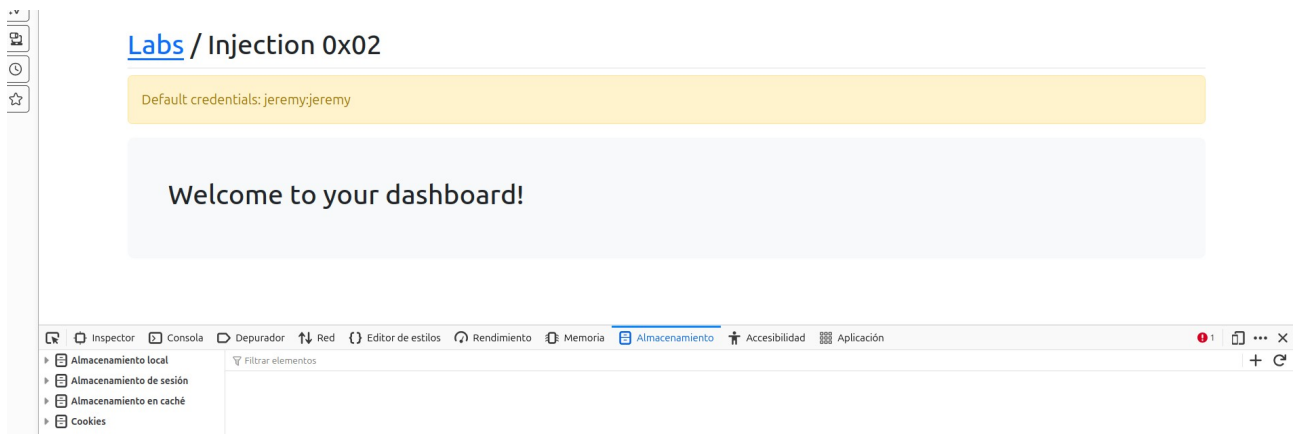 Labs / Injection 0x02
Default credentials: jeremy:jeremy
Welcome to your dashboard!
Inspector Consola Depurador Red Editor de estilos Rendimiento Memoria Almacenamiento Accesibilidad Aplicación 1
Almacenamiento local Filtrar elementos
Almacenamiento de sesión
Almacenamiento en caché
Cookies